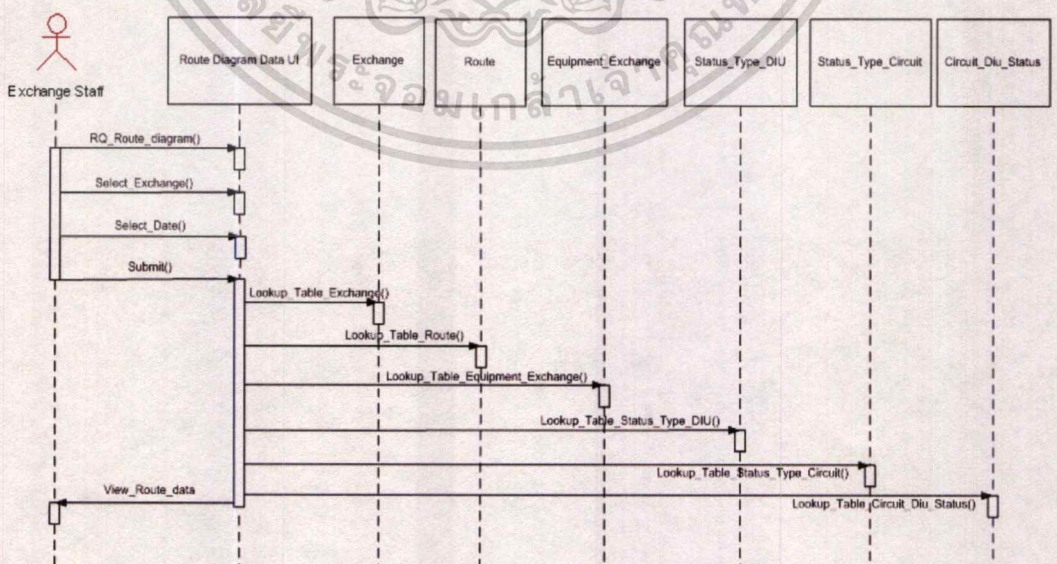 Exchange Staff
Route Diagram Data UI
Exchange
Route
Equipment_Exchange
Status_Type_DIU
Status_Type_Circuit
Circuit_Diu_Status
RQ_Route_diagram()
Select_Exchange()
Select_Date()
Submit()
Lookup_Table_Exchange()
Lookup_Table_Route()
Lookup_Table_Equipment_Exchange()
Lookup_Table_Status_Type_DIU()
Lookup_Table_Status_Type_Circuit()
Lookup_Table_Circuit_Diu_Status()
View_Route_data